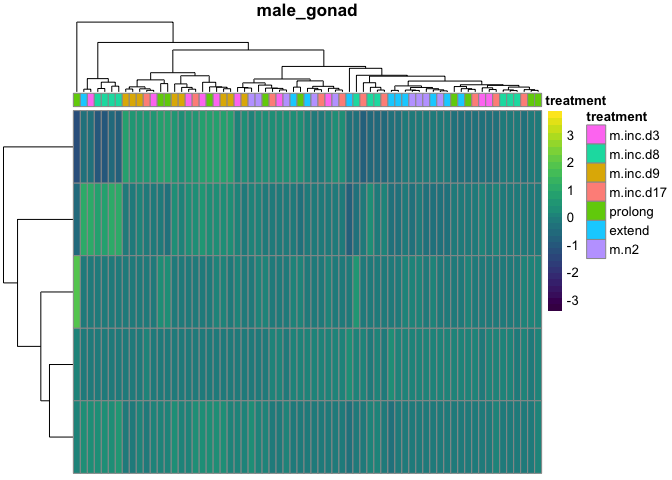 male_gonad
treatment
3
2
1
0
-1
-2
-3
treatment
m.inc.d3
m.inc.d8
m.inc.d9
m.inc.d17
prolong
extend
m.n2